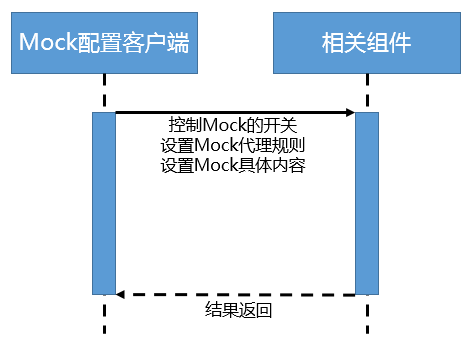 Mock配置客户端
相关组件
控制Mock的开关
设置Mock代理规则
设置Mock具体内容
结果返回